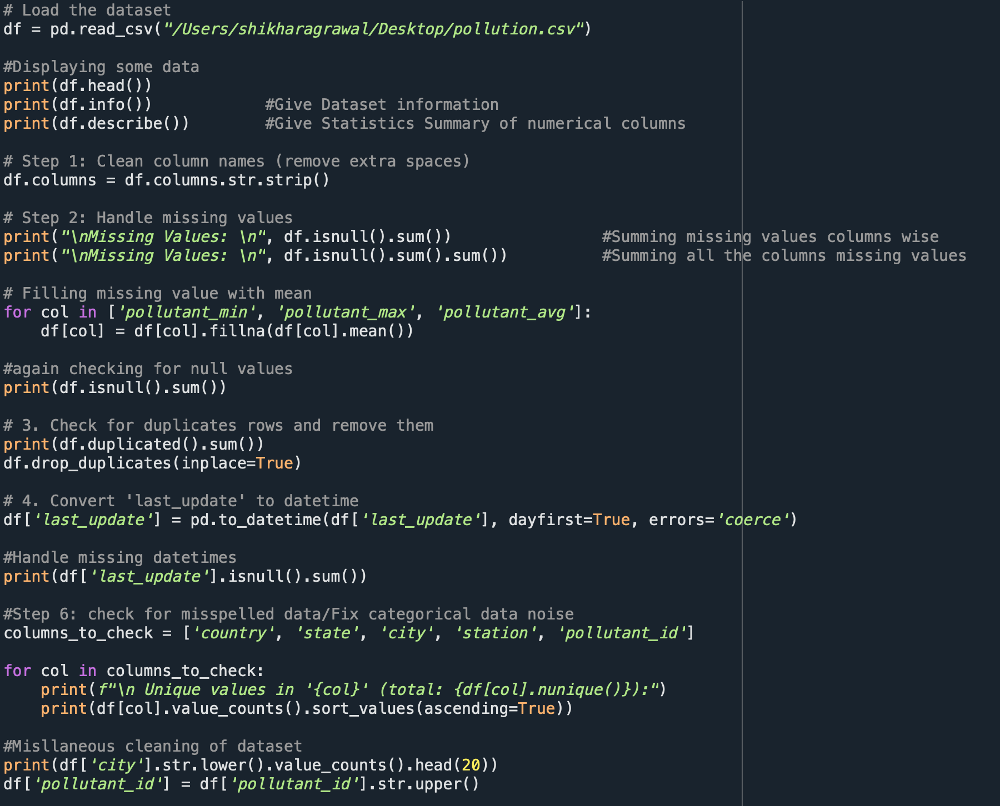 # Load the dataset
df = pd.read_csv("/Users/shikharagrawal/Desktop/pollution.csv")
#Displaying some data
print(df.head())
print(df.info())            #Give Dataset information
print(df.describe())        #Give Statistics Summary of numerical columns
# Step 1: Clean column names (remove extra spaces)
df.columns = df.columns.str.strip()
# Step 2: Handle missing values
print("\nMissing Values: \n", df.isnull().sum())                #Summing missing values columns wise
print("\nMissing Values: \n", df.isnull().sum().sum())          #Summing all the columns missing values
# Filling missing value with mean
for col in ['pollutant_min', 'pollutant_max', 'pollutant_avg']:
    df[col] = df[col].fillna(df[col].mean())
#again checking for null values
print(df.isnull().sum())
# 3. Check for duplicates rows and remove them
print(df.duplicated().sum())
df.drop_duplicates(inplace=True)
# 4. Convert 'last_update' to datetime
df['last_update'] = pd.to_datetime(df['last_update'], dayfirst=True, errors='coerce')
#Handle missing datetimes
print(df['last_update'].isnull().sum())
#Step 6: check for misspelled data/Fix categorical data noise
columns_to_check = ['country', 'state', 'city', 'station', 'pollutant_id']
for col in columns_to_check:
    print(f"\n Unique values in '{col}' (total: {df[col].nunique()}):")
    print(df[col].value_counts().sort_values(ascending=True))
#Misllaneous cleaning of dataset
print(df['city'].str.lower().value_counts().head(20))
df['pollutant_id'] = df['pollutant_id'].str.upper()